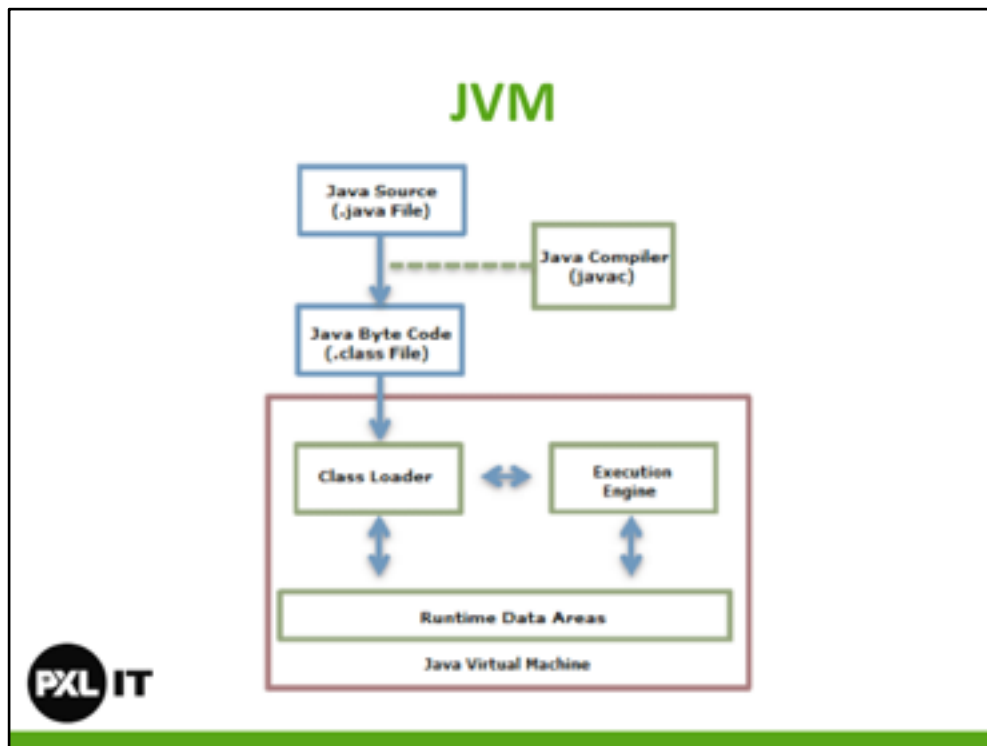 JVM
Java Source
(.java File)
Java Compiler
(javac)
Java Byte Code
(.class File)
Class Loader
Execution
Engine
Runtime Data Areas
Java Virtual Machine
PXL IT